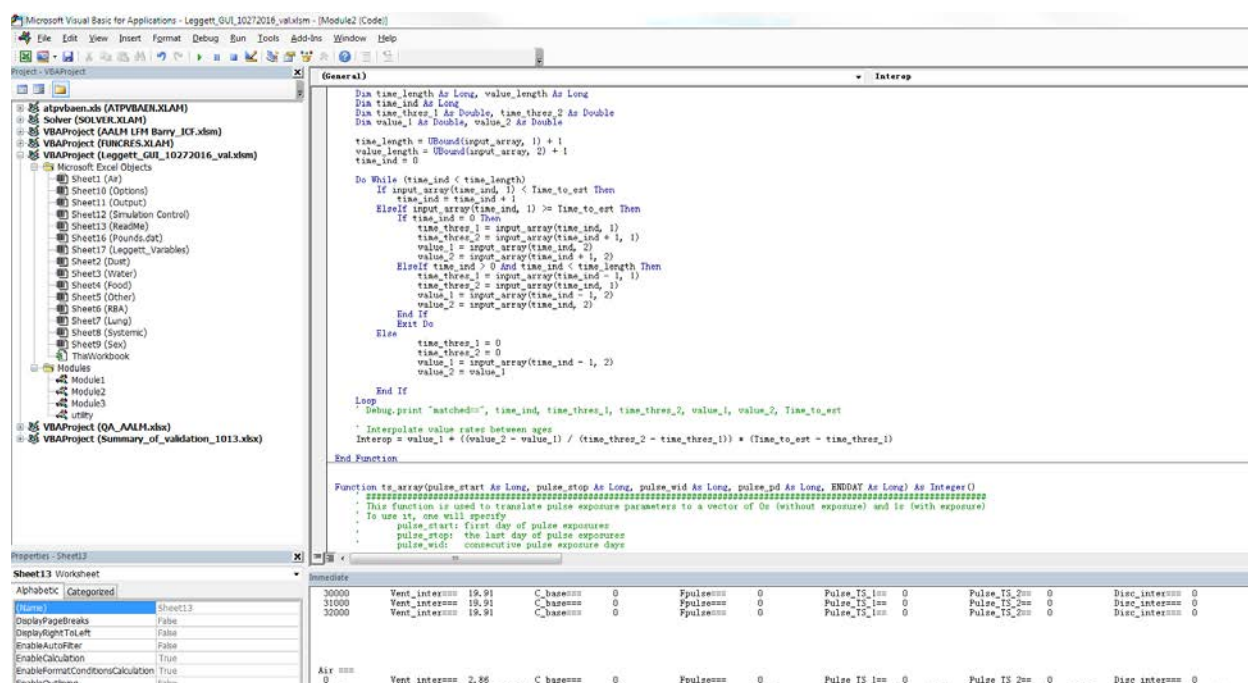 Microsoft Visual Basic for Applications - Leggett_GUI_10272016_val.xlsm - [Module2 (Code)]
File Edit View Insert Format Debug Run Tools Add-Ins Window Help
Project - VBAProject
atpvbaen.xls (ATPVBAEN.XLAM)
Solver (SOLVER.XLAM)
VBAProject (AALM LFM Barry_ICF.xlsm)
VBAProject (FUNCRES.XLAM)
VBAProject (Leggett_GUI_10272016_val.xlsm)
Microsoft Excel Objects
Sheet1 (Air)
Sheet10 (Options)
Sheet11 (Output)
Sheet12 (Simulation Control)
Sheet13 (ReadMe)
Sheet16 (Pounds.dat)
Sheet17 (Leggett_Variables)
Sheet2 (Dust)
Sheet3 (Water)
Sheet4 (Food)
Sheet5 (Other)
Sheet6 (RBA)
Sheet7 (Lung)
Sheet8 (Systemic)
Sheet9 (Sex)
ThisWorkbook
Modules
Module1
Module2
Module3
utility
VBAProject (QA_AALM.xlsx)
VBAProject (Summary_of_validation_1013.xlsx)
Properties - Sheet13
Sheet13 Worksheet
Alphabetic Categorized
(Name) Sheet13
DisplayPageBreaks False
DisplayRightToLeft False
EnableAutoFilter False
EnableCalculation True
EnableFormatConditionsCalculation True
EnableOutlining False
(General) Interop
Dim time_length As Long, value_length As Long
Dim time_ind As Long
Dim time_thres_1 As Double, time_thres_2 As Double
Dim value_1 As Double, value_2 As Double
time_length = UBound(input_array, 1) + 1
value_length = UBound(input_array, 2) + 1
time_ind = 0
Do While (time_ind < time_length)
If input_array(time_ind, 1) < Time_to_est Then
time_ind = time_ind + 1
ElseIf input_array(time_ind, 1) >= Time_to_est Then
If time_ind = 0 Then
time_thres_1 = input_array(time_ind, 1)
time_thres_2 = input_array(time_ind + 1, 1)
value_1 = input_array(time_ind, 2)
value_2 = input_array(time_ind + 1, 2)
ElseIf time_ind > 0 And time_ind < time_length Then
time_thres_1 = input_array(time_ind - 1, 1)
time_thres_2 = input_array(time_ind, 1)
value_1 = input_array(time_ind - 1, 2)
value_2 = input_array(time_ind, 2)
End If
Exit Do
Else
time_thres_1 = 0
time_thres_2 = 0
value_1 = input_array(time_ind - 1, 2)
value_2 = value_1
End If
Loop
' Debug.print "matched==", time_ind, time_thres_1, time_thres_2, value_1, value_2, Time_to_est
' Interpolate value rates between ages
Interop = value_1 + ((value_2 - value_1) / (time_thres_2 - time_thres_1)) * (Time_to_est - time_thres_1)
End Function
Function ts_array(pulse_start As Long, pulse_stop As Long, pulse_wid As Long, pulse_pd As Long, ENDDAY As Long) As Integer()
' This function is used to translate pulse exposure parameters to a vector of 0s (without exposure) and 1s (with exposure)
' To use it, one will specify
' pulse_start: first day of pulse exposures
' pulse_stop: the last day of pulse exposures
' pulse_wid: consecutive pulse exposure days
Immediate
30000 Vent_inter=== 19.91 C_base=== 0 Fpulse=== 0 Pulse_TS_1== 0 Pulse_TS_2== 0 Disc_inter=== 0
31000 Vent_inter=== 19.91 C_base=== 0 Fpulse=== 0 Pulse_TS_1== 0 Pulse_TS_2== 0 Disc_inter=== 0
32000 Vent_inter=== 19.91 C_base=== 0 Fpulse=== 0 Pulse_TS_1== 0 Pulse_TS_2== 0 Disc_inter=== 0
Air ===
0 Vent_inter=== 2.86 C_base=== 0 Fpulse=== 0 Pulse_TS_1== 0 Pulse_TS_2== 0 Disc_inter=== 0